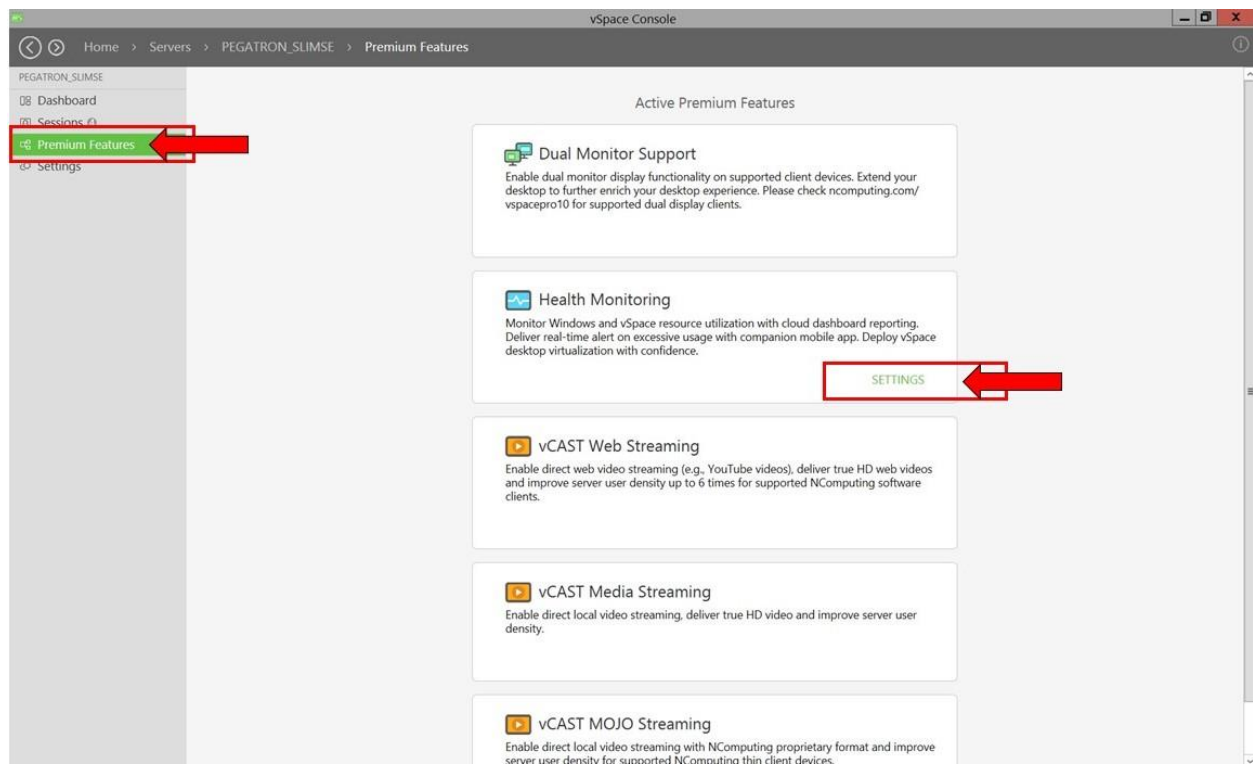 vSpace Console
Home > Servers > PEGATRON_SLIMSE > Premium Features
PEGATRON_SLIMSE
Dashboard
Sessions
Premium Features
Settings
Active Premium Features
Dual Monitor Support
Enable dual monitor display functionality on supported client devices. Extend your
desktop to further enrich your desktop experience. Please check ncomputing.com/
vspacepro10 for supported dual display clients.
Health Monitoring
Monitor Windows and vSpace resource utilization with cloud dashboard reporting.
Deliver real-time alert on excessive usage with companion mobile app. Deploy vSpace
desktop virtualization with confidence.
SETTINGS
vCAST Web Streaming
Enable direct web video streaming (e.g., YouTube videos), deliver true HD web videos
and improve server user density up to 6 times for supported NComputing software
clients.
vCAST Media Streaming
Enable direct local video streaming, deliver true HD video and improve server user
density.
vCAST MOJO Streaming
Enable direct local video streaming with NComputing proprietary format and improve
server user density for supported NComputing thin client devices.